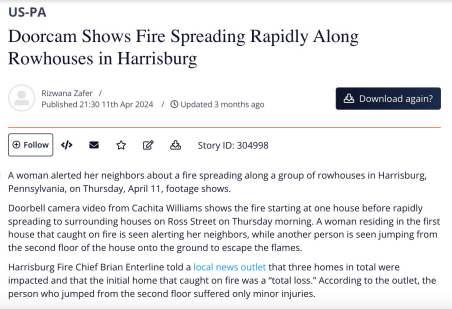 US-PA
Doorcam Shows Fire Spreading Rapidly Along
Rowhouses in Harrisburg
Rizwana Zafer /
Published 21:30 11th Apr 2024 / Updated 3 months ago
Download again?
Follow
Story ID: 304998
A woman alerted her neighbors about a fire spreading along a group of rowhouses in Harrisburg,
Pennsylvania, on Thursday, April 11, footage shows.
Doorbell camera video from Cachita Williams shows the fire starting at one house before rapidly
spreading to surrounding houses on Ross Street on Thursday morning. A woman residing in the first
house that caught on fire is seen alerting her neighbors, while another person is seen jumping from
the second floor of the house onto the ground to escape the flames.
Harrisburg Fire Chief Brian Enterline told a local news outlet that three homes in total were
impacted and that the initial home that caught on fire was a “total loss.” According to the outlet, the
person who jumped from the second floor suffered only minor injuries.